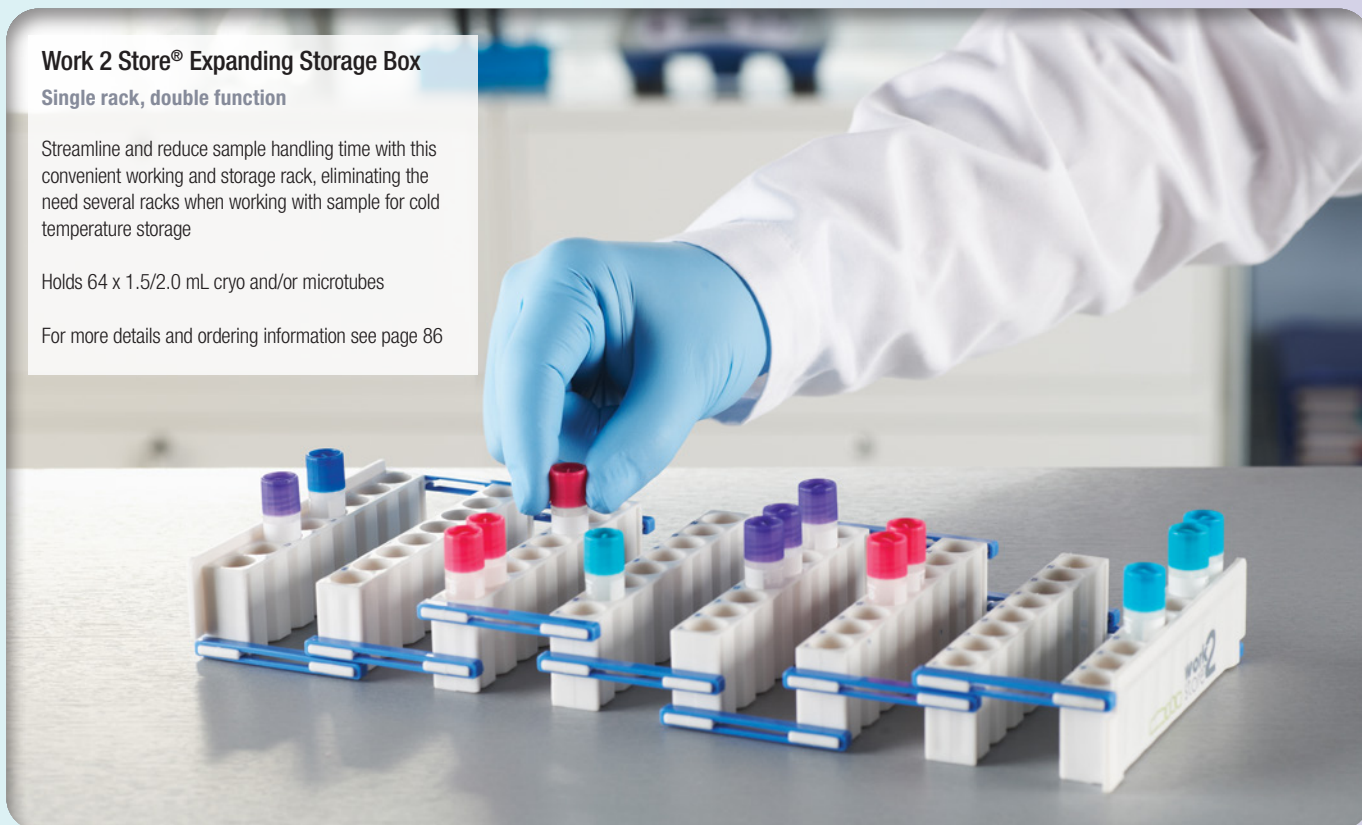 Work 2 Store® Expanding Storage Box
Single rack, double function
Streamline and reduce sample handling time with this
convenient working and storage rack, eliminating the
need several racks when working with sample for cold
temperature storage
Holds 64 x 1.5/2.0 mL cryo and/or microtubes
For more details and ordering information see page 86
work2
STORE